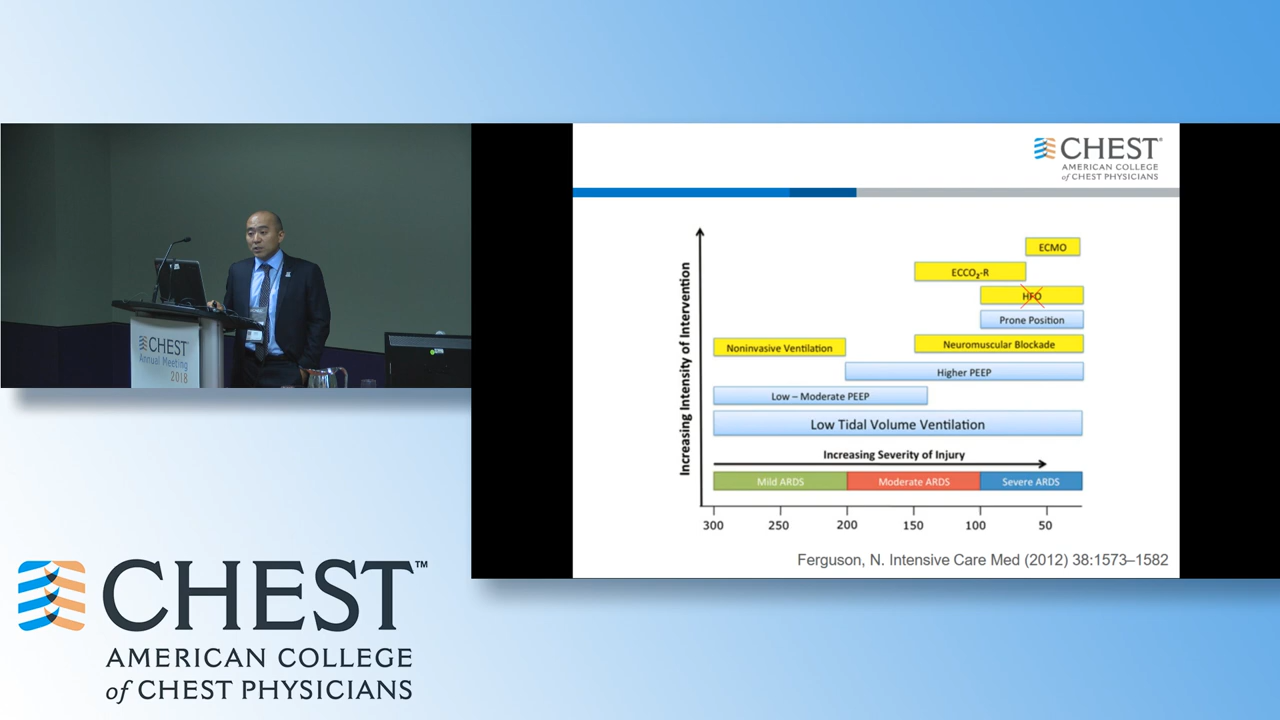 CHEST
Annual Meeting
2018
CHEST®
AMERICAN COLLEGE
of CHEST PHYSICIANS
Increasing Intensity of Intervention
ECMO
ECCO₂-R
HFO
Prone Position
Noninvasive Ventilation
Neuromuscular Blockade
Higher PEEP
Low – Moderate PEEP
Low Tidal Volume Ventilation
Increasing Severity of Injury
Mild ARDS
Moderate ARDS
Severe ARDS
300 250 200 150 100 50
Ferguson, N. Intensive Care Med (2012) 38:1573–1582
CHEST™
AMERICAN COLLEGE
of CHEST PHYSICIANS